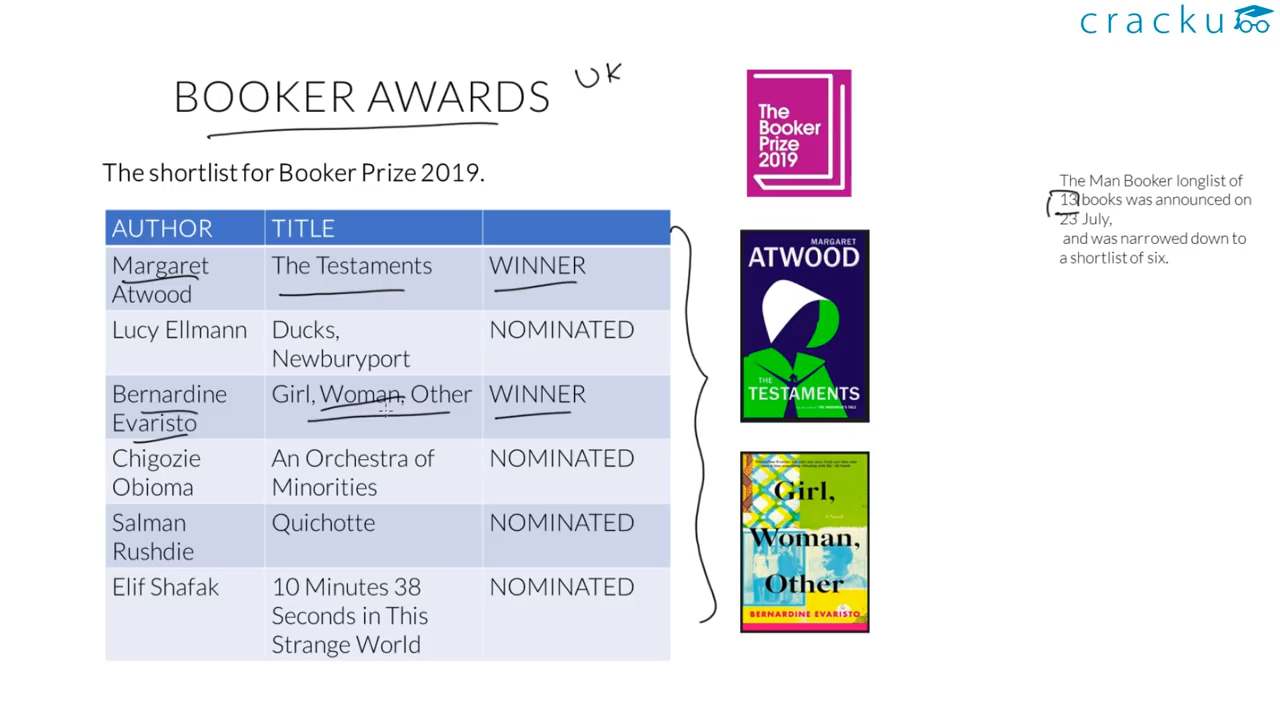 cracku
BOOKER AWARDS UK
The shortlist for Booker Prize 2019.
AUTHOR TITLE
Margaret Atwood The Testaments WINNER
Lucy Ellmann Ducks, Newburyport NOMINATED
Bernardine Evaristo Girl, Woman, Other WINNER
Chigozie Obioma An Orchestra of Minorities NOMINATED
Salman Rushdie Quichotte NOMINATED
Elif Shafak 10 Minutes 38 Seconds in This Strange World NOMINATED
The
Booker
Prize
2019
MARGARET
ATWOOD
THE
TESTAMENTS
Girl,
A Novel
Woman,
Other
BERNARDINE EVARISTO
The Man Booker longlist of
13 books was announced on
23 July,
and was narrowed down to
a shortlist of six.